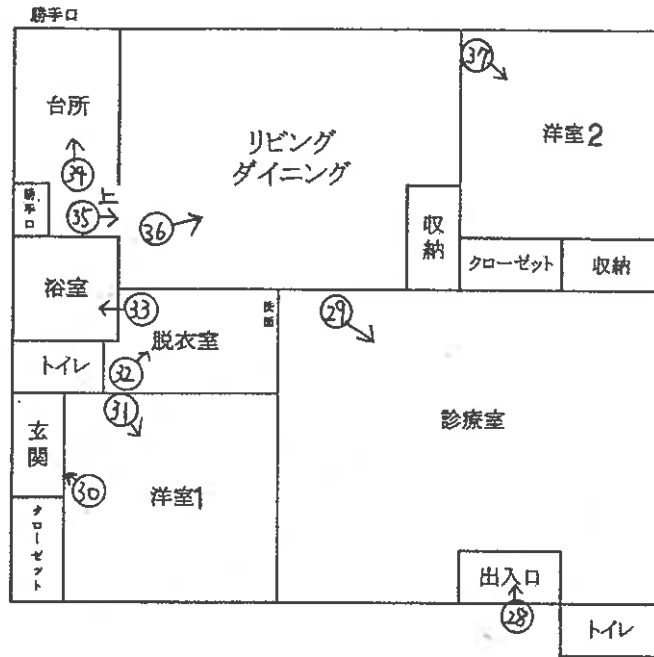 勝手口
台所
リビング
ダイニング
㊲
洋室2
㉞
勝手口
上
㉟
㊱
収納
クローゼット
収納
浴室
㉝
洗面
㉙
脱衣室
トイレ
㉜
㉛
診療室
玄関
㉚
洋室1
クローゼット
出入口
㉘
トイレ